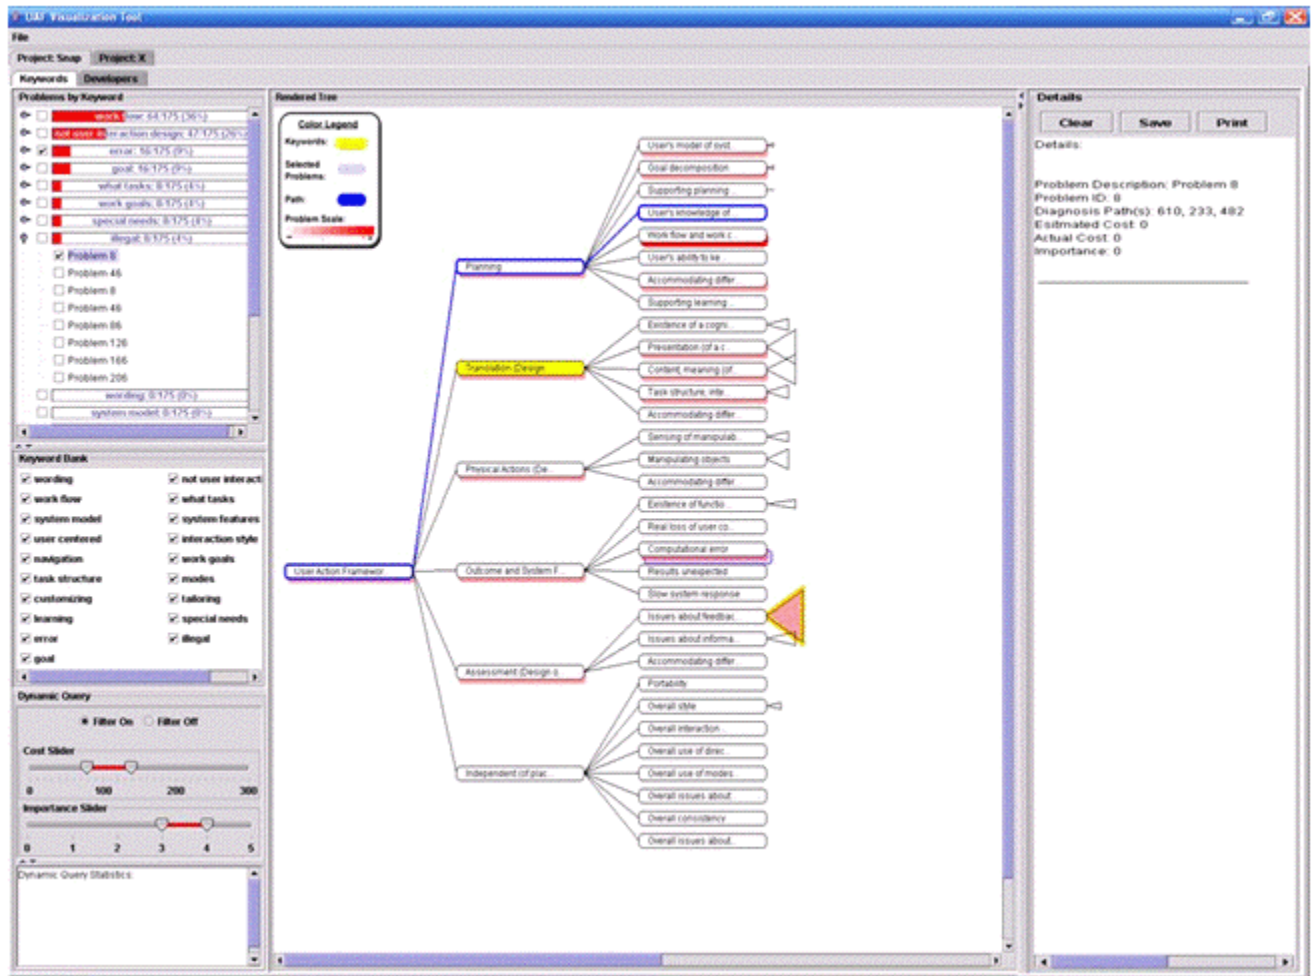 UAF Visualization Tool
File
Project: Snap Project: X
Keywords Developers
Problems by Keyword
work flow: 64:175 (36%)
not user interaction design: 47:175 (26%)
error: 16:175 (9%)
goal: 16:175 (9%)
what tasks: 8:175 (4%)
work goals: 8:175 (4%)
special needs: 8:175 (4%)
illegal: 8:175 (4%)
Problem 8
Problem 46
Problem 8
Problem 46
Problem 86
Problem 126
Problem 166
Problem 206
wording: 0:175 (0%)
system model: 0:175 (0%)
Keyword Bank
wording not user interact
work flow what tasks
system model system features
user centered interaction style
navigation work goals
task structure modes
customizing tailoring
learning special needs
error illegal
goal
Dynamic Query
Filter On Filter Off
Cost Slider
0 100 200 300
Importance Slider
0 1 2 3 4 5
Dynamic Query Statistics:
Rendered Tree
Color Legend
Keywords:
Selected
Problems:
Path:
Problem Scale:
- +
User Action Framewor
Planning
Translation (Design
Physical Actions (De...
Outcome and System F...
Assessment (Design o
Independent (of plac...
User's model of syst...
Goal decomposition
Supporting planning ...
User's knowledge of ...
Work flow and work c...
User's ability to ke...
Accommodating differ...
Supporting learning ...
Existence of a cogni...
Presentation (of a c...
Content, meaning (of...
Task structure, inte...
Accommodating differ...
Sensing of manipulab...
Manipulating objects
Accommodating differ
Existence of functio...
Real loss of user co...
Computational error
Results unexpected
Slow system response
Issues about feedbac...
Issues about informa...
Accommodating differ...
Portability
Overall style
Overall interaction ...
Overall use of direc...
Overall use of modes...
Overall issues about
Overall consistency
Overall issues about...
Details
Clear Save Print
Details:
Problem Description: Problem 8
Problem ID: 8
Diagnosis Path(s): 610, 233, 482
Esitmated Cost: 0
Actual Cost: 0
Importance: 0